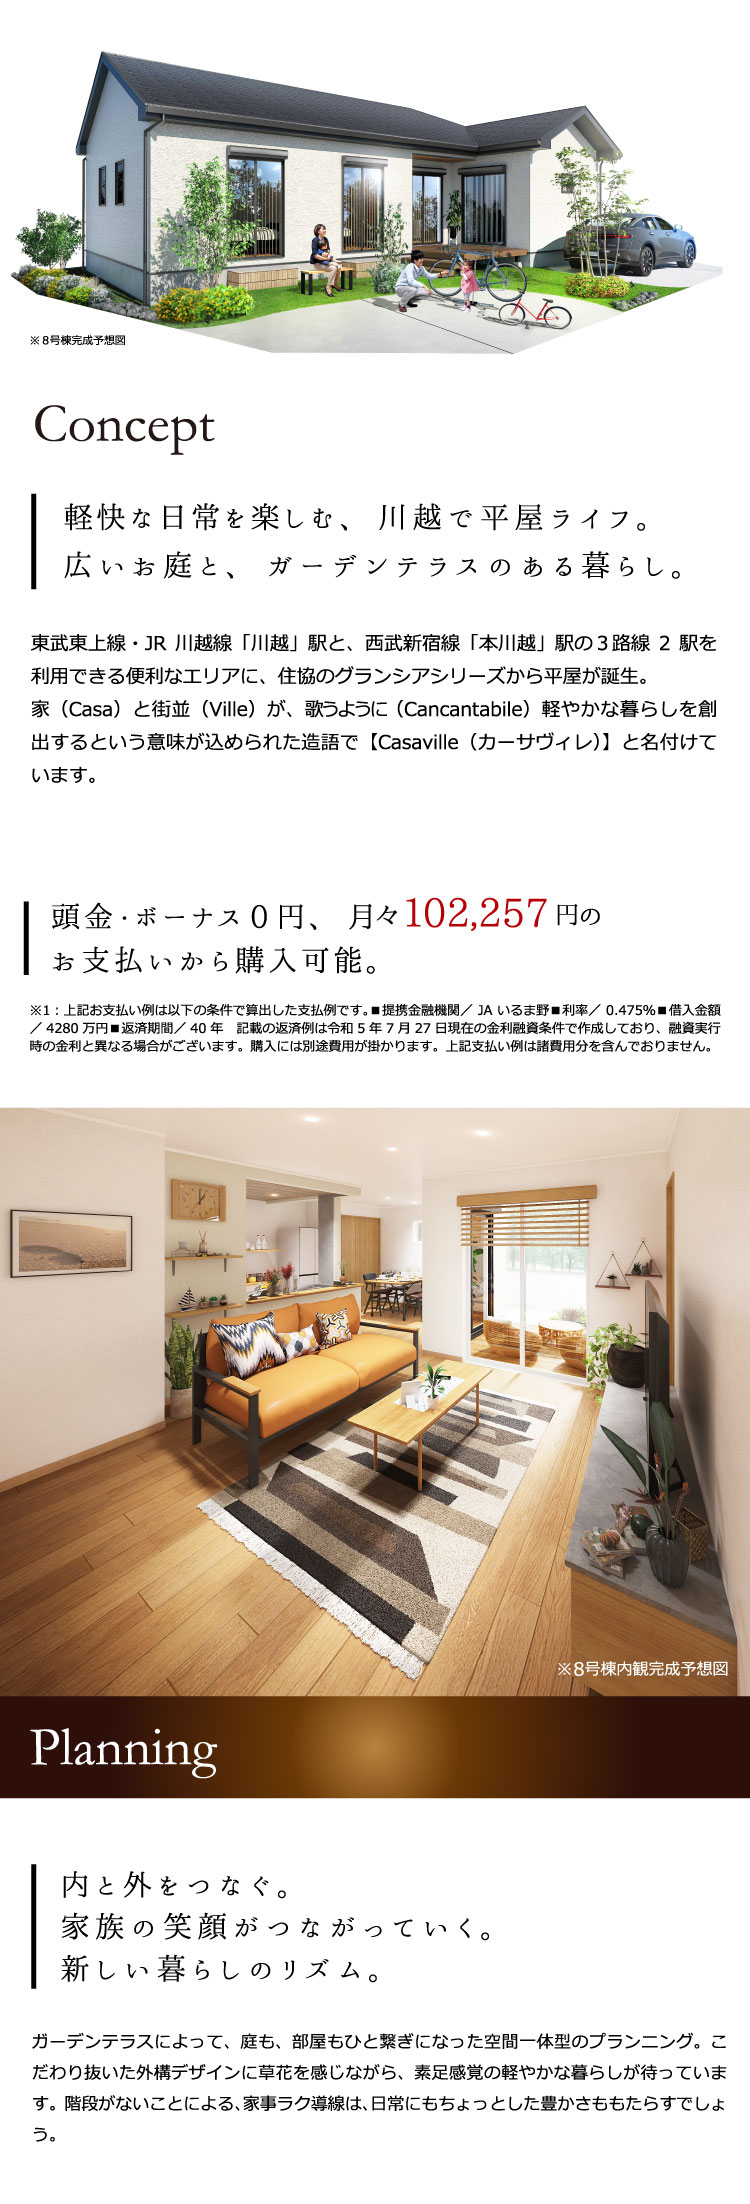 ※8号棟完成予想図
Concept
軽快な日常を楽しむ、川越で平屋ライフ。
広いお庭と、ガーデンテラスのある暮らし。
東武東上線・JR 川越線「川越」駅と、西武新宿線「本川越」駅の3路線 2 駅を
利用できる便利なエリアに、住協のグランシアシリーズから平屋が誕生。
家（Casa）と街並（Ville）が、歌うように（Cancantabile）軽やかな暮らしを創
出するという意味が込められた造語で【Casaville（カーサヴィレ）】と名付けて
います。
頭金・ボーナス0円、月々102,257円の
お支払いから購入可能。
※1：上記お支払い例は以下の条件で算出した支払例です。■提携金融機関／ JA いるま野■利率／ 0.475%■借入金額
／ 4280 万円■返済期間／ 40 年　記載の返済例は令和 5 年 7 月 27 日現在の金利融資条件で作成しており、融資実行
時の金利と異なる場合がございます。購入には別途費用が掛かります。上記支払い例は諸費用分を含んでおりません。
※8号棟内観完成予想図
Planning
内と外をつなぐ。
家族の笑顔がつながっていく。
新しい暮らしのリズム。
ガーデンテラスによって、庭も、部屋もひと繋ぎになった空間一体型のプランニング。こ
だわり抜いた外構デザインに草花を感じながら、素足感覚の軽やかな暮らしが待っていま
す。階段がないことによる、家事ラク導線は、日常にもちょっとした豊かさももたらすでしょ
う。